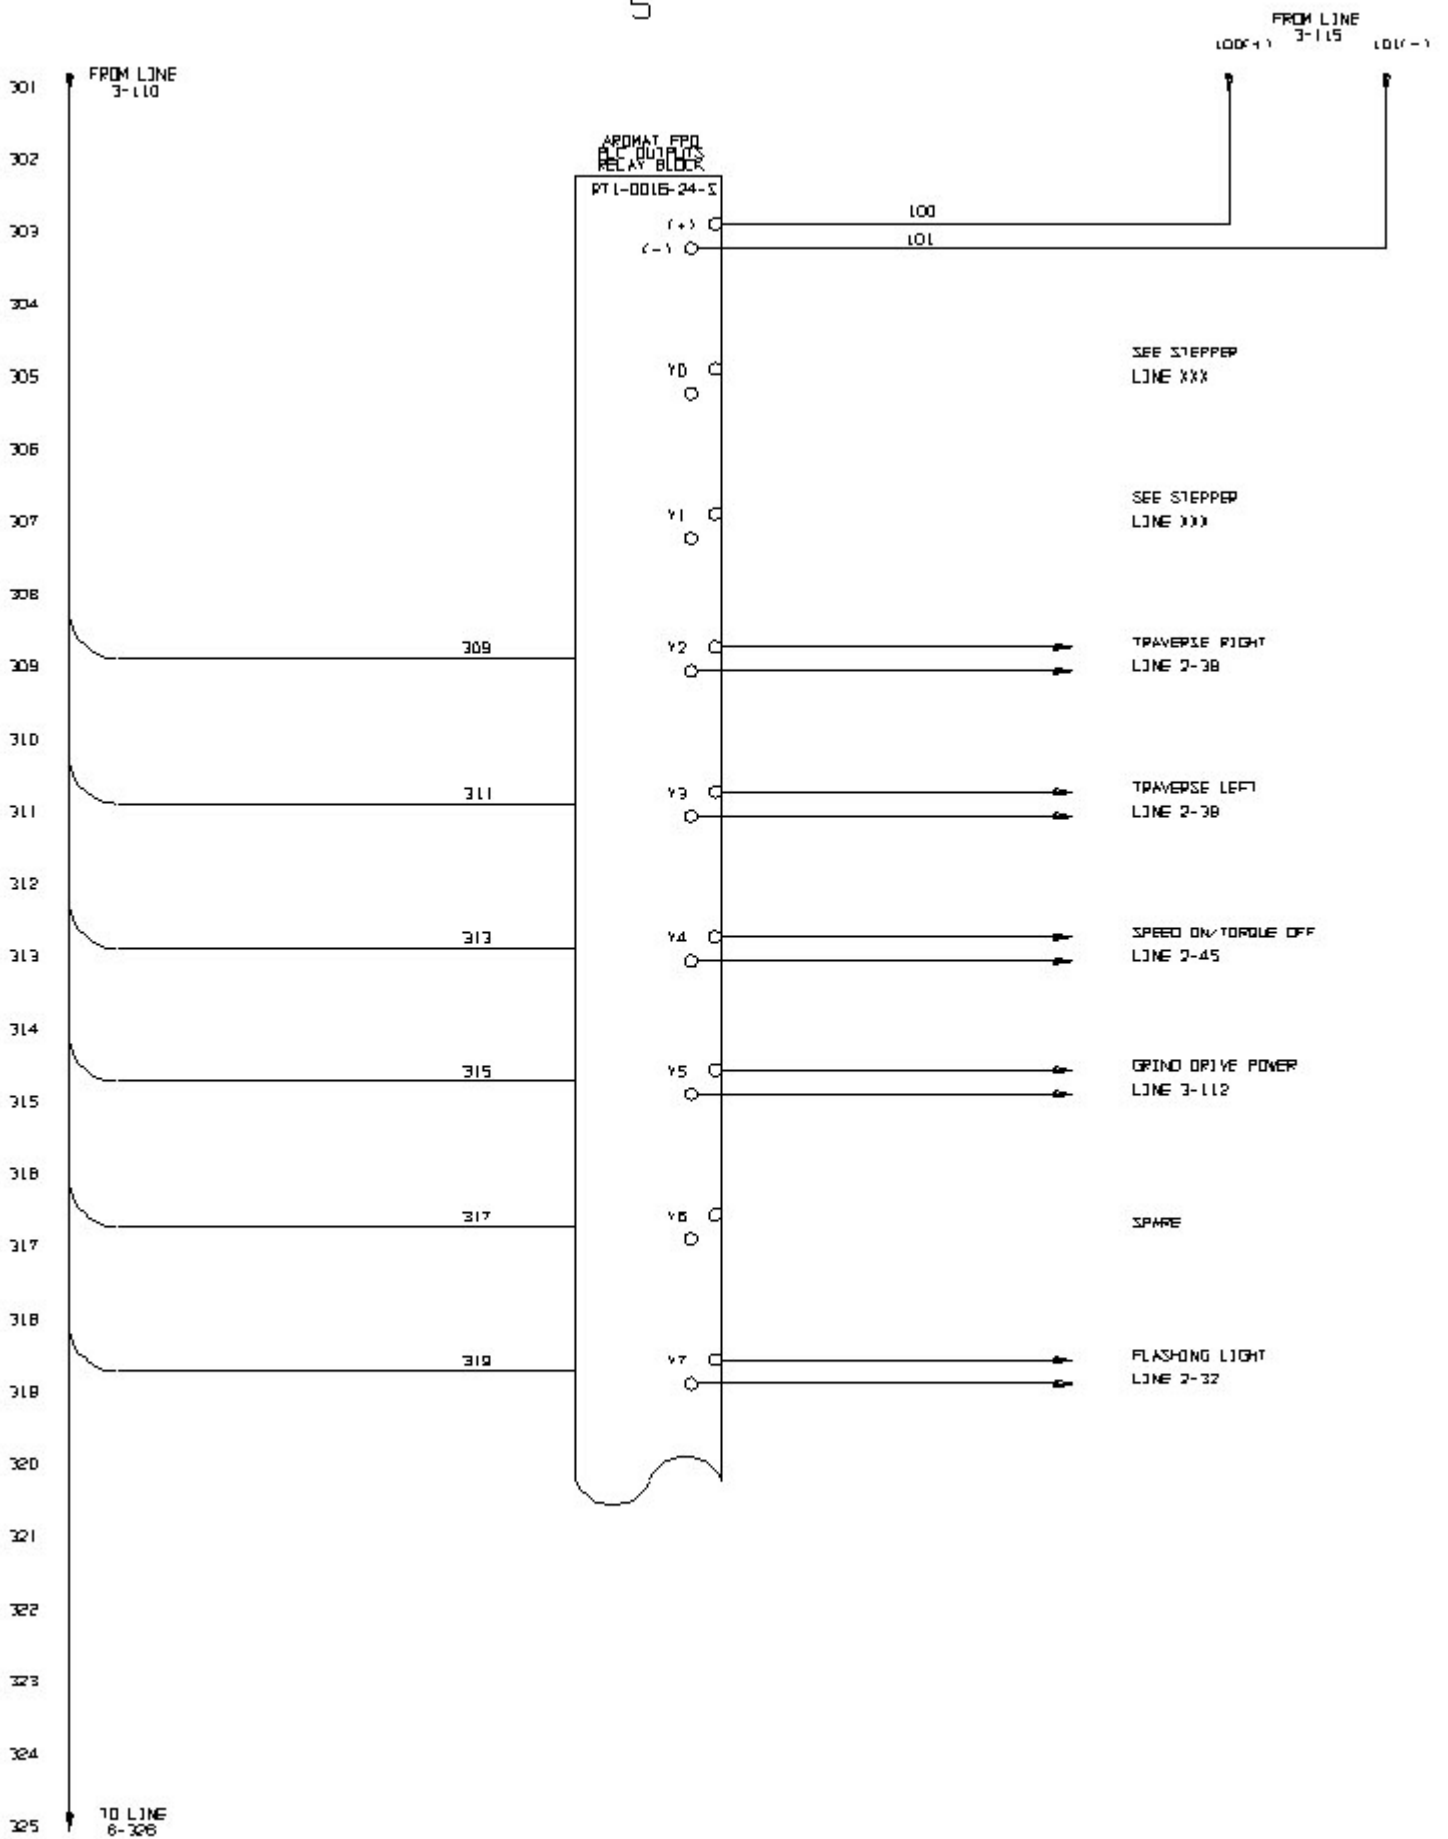 5
FROM LINE
3-115
100(+)
101(-)
301
FROM LINE
3-110
302
AROMAT FP0
PLC OUTPUTS
RELAY BLOCK
RT1-0016-24-S
303
(+)
100
(-)
101
304
305
Y0
SEE STEPPER
LINE XXX
306
307
Y1
SEE STEPPER
LINE XXX
308
309
309
Y2
TRAVERSE RIGHT
LINE 2-38
310
311
311
Y3
TRAVERSE LEFT
LINE 2-39
312
313
313
Y4
SPEED ON/TORQUE OFF
LINE 2-45
314
315
315
Y5
GRIND DRIVE POWER
LINE 3-112
316
317
317
Y6
SPARE
318
319
319
Y7
FLASHING LIGHT
LINE 2-32
320
321
322
323
324
325
TO LINE
6-326